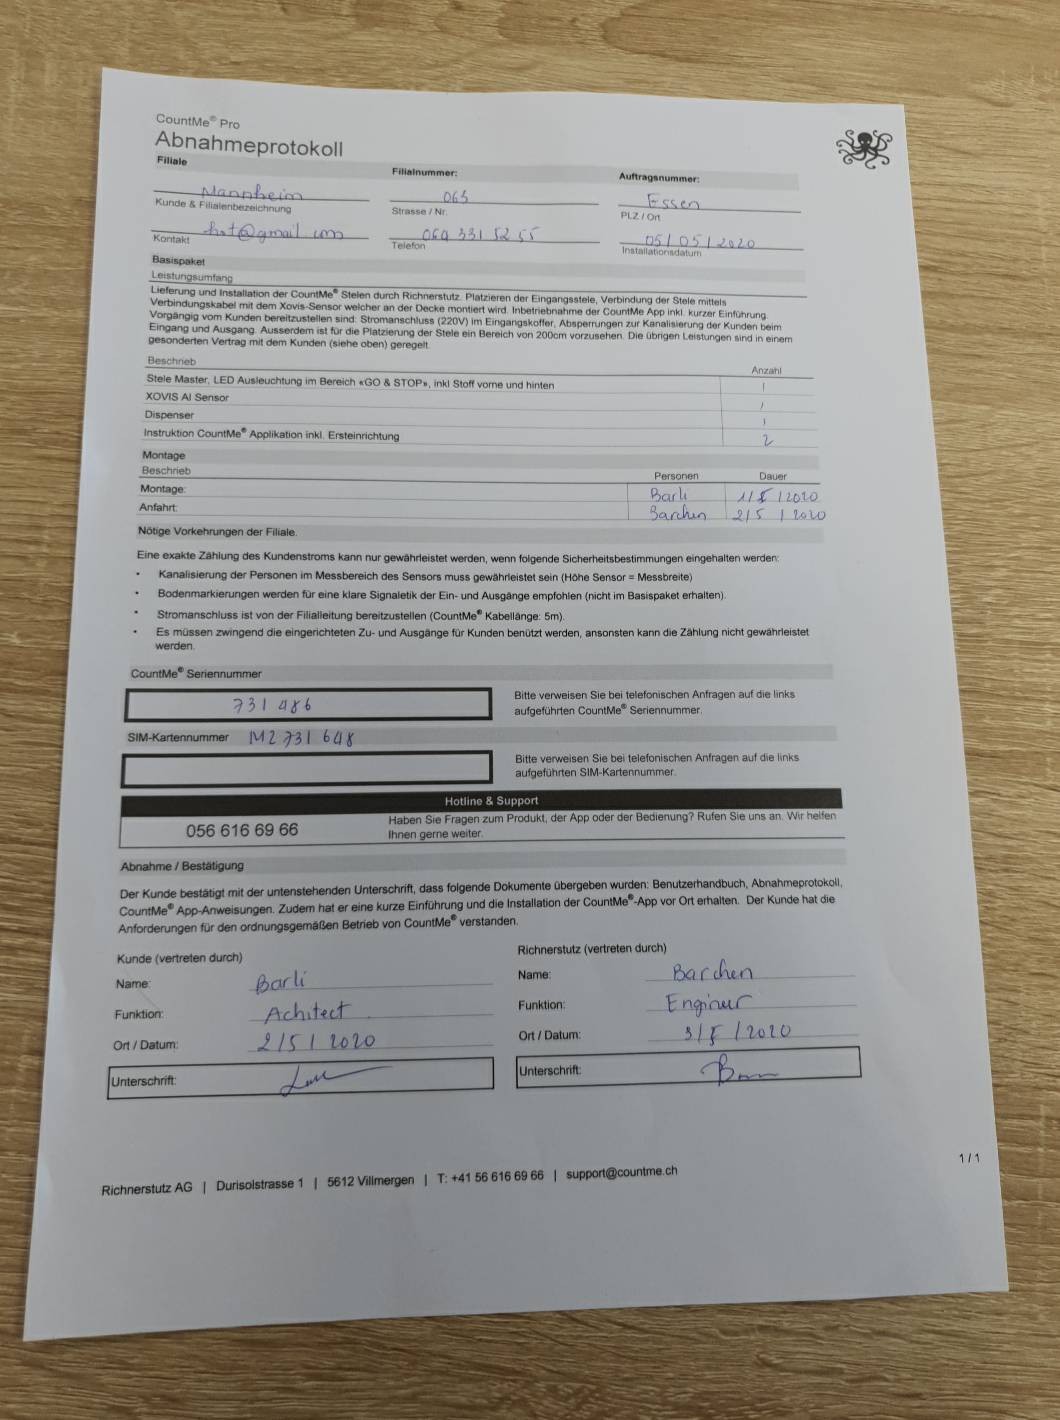 CountMe® Pro
Abnahmeprotokoll
Filiale Filialnummer: Auftragsnummer:
Mannheim 063 Essen
Kunde & Filialenbezeichnung Strasse / Nr. PLZ / Ort
@gmail com 069 331 52 55 05/05/2020
Kontakt Telefon Installationsdatum
Basispaket
Leistungsumfang
Lieferung und Installation der CountMe® Stelen durch Richnerstutz. Platzieren der Eingangsstele, Verbindung der Stele mittels
Verbindungskabel mit dem Xovis-Sensor welcher an der Decke montiert wird. Inbetriebnahme der CountMe App inkl. kurzer Einführung.
Vorgängig vom Kunden bereitzustellen sind: Stromanschluss (220V) im Eingangskoffer, Absperrungen zur Kanalisierung der Kunden beim
Eingang und Ausgang. Ausserdem ist für die Platzierung der Stele ein Bereich von 200cm vorzusehen. Die übrigen Leistungen sind in einem
gesonderten Vertrag mit dem Kunden (siehe oben) geregelt.
Beschrieb Anzahl
Stele Master, LED Ausleuchtung im Bereich «GO & STOP», inkl Stoff vorne und hinten 1
XOVIS AI Sensor 1
Dispenser 1
Instruktion CountMe® Applikation inkl. Ersteinrichtung 2
Montage
Beschrieb Personen Dauer
Montage: Barli 1/5/2020
Anfahrt: Barchen 2/5/2020
Nötige Vorkehrungen der Filiale.
Eine exakte Zählung des Kundenstroms kann nur gewährleistet werden, wenn folgende Sicherheitsbestimmungen eingehalten werden:
• Kanalisierung der Personen im Messbereich des Sensors muss gewährleistet sein (Höhe Sensor = Messbreite)
• Bodenmarkierungen werden für eine klare Signaletik der Ein- und Ausgänge empfohlen (nicht im Basispaket erhalten).
• Stromanschluss ist von der Filialleitung bereitzustellen (CountMe® Kabellänge: 5m).
• Es müssen zwingend die eingerichteten Zu- und Ausgänge für Kunden benützt werden, ansonsten kann die Zählung nicht gewährleistet
werden.
CountMe® Seriennummer
731 486 Bitte verweisen Sie bei telefonischen Anfragen auf die links
aufgeführten CountMe® Seriennummer.
SIM-Kartennummer M2 731 648
Bitte verweisen Sie bei telefonischen Anfragen auf die links
aufgeführten SIM-Kartennummer.
Hotline & Support
056 616 69 66 Haben Sie Fragen zum Produkt, der App oder der Bedienung? Rufen Sie uns an. Wir helfen
Ihnen gerne weiter.
Abnahme / Bestätigung
Der Kunde bestätigt mit der untenstehenden Unterschrift, dass folgende Dokumente übergeben wurden: Benutzerhandbuch, Abnahmeprotokoll,
CountMe® App-Anweisungen. Zudem hat er eine kurze Einführung und die Installation der CountMe®-App vor Ort erhalten. Der Kunde hat die
Anforderungen für den ordnungsgemäßen Betrieb von CountMe® verstanden.
Kunde (vertreten durch) Richnerstutz (vertreten durch)
Name: Barli Name: Barchen
Funktion: Achitect Funktion: Enginer
Ort / Datum: 2/5/2020 Ort / Datum: 3/5/2020
Unterschrift: Unterschrift:
1 / 1
Richnerstutz AG | Durisolstrasse 1 | 5612 Villmergen | T: +41 56 616 69 66 | support@countme.ch